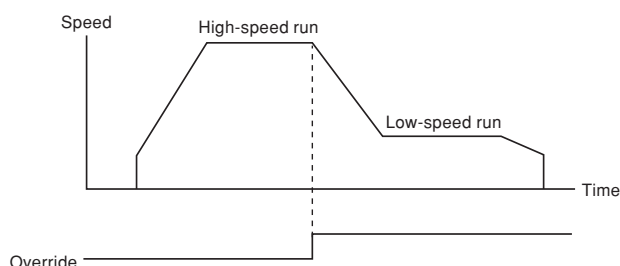 Speed
High-speed run
Low-speed run
Time
Override